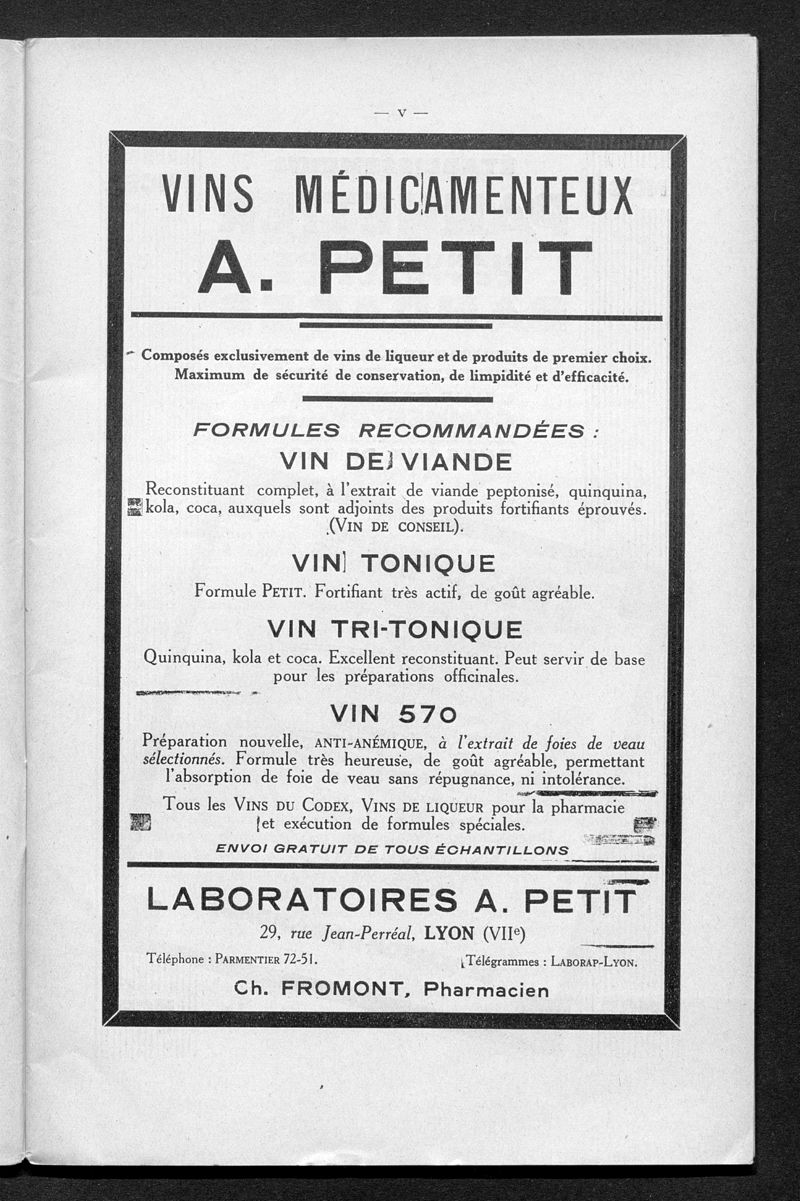 — V —
VINS MÉDICAMENTEUX
A. PETIT
Composés exclusivement de vins de liqueur et de produits de premier choix.
Maximum de sécurité de conservation, de limpidité et d'efficacité.
FORMULES RECOMMANDÉES :
VIN DE VIANDE
Reconstituant complet, à l'extrait de viande peptonisé, quinquina,
kola, coca, auxquels sont adjoints des produits fortifiants éprouvés.
(VIN DE CONSEIL).
VIN TONIQUE
Formule PETIT. Fortifiant très actif, de goût agréable.
VIN TRI-TONIQUE
Quinquina, kola et coca. Excellent reconstituant. Peut servir de base
pour les préparations officinales.
VIN 570
Préparation nouvelle, ANTI-ANÉMIQUE, à l'extrait de foies de veau
sélectionnés. Formule très heureuse, de goût agréable, permettant
l'absorption de foie de veau sans répugnance, ni intolérance.
Tous les VINS DU CODEX, VINS DE LIQUEUR pour la pharmacie
et exécution de formules spéciales.
ENVOI GRATUIT DE TOUS ÉCHANTILLONS
LABORATOIRES A. PETIT
29, rue Jean-Perréal, LYON (VIIe)
Téléphone : PARMENTIER 72-51. Télégrammes : LABORAP-LYON.
Ch. FROMONT, Pharmacien